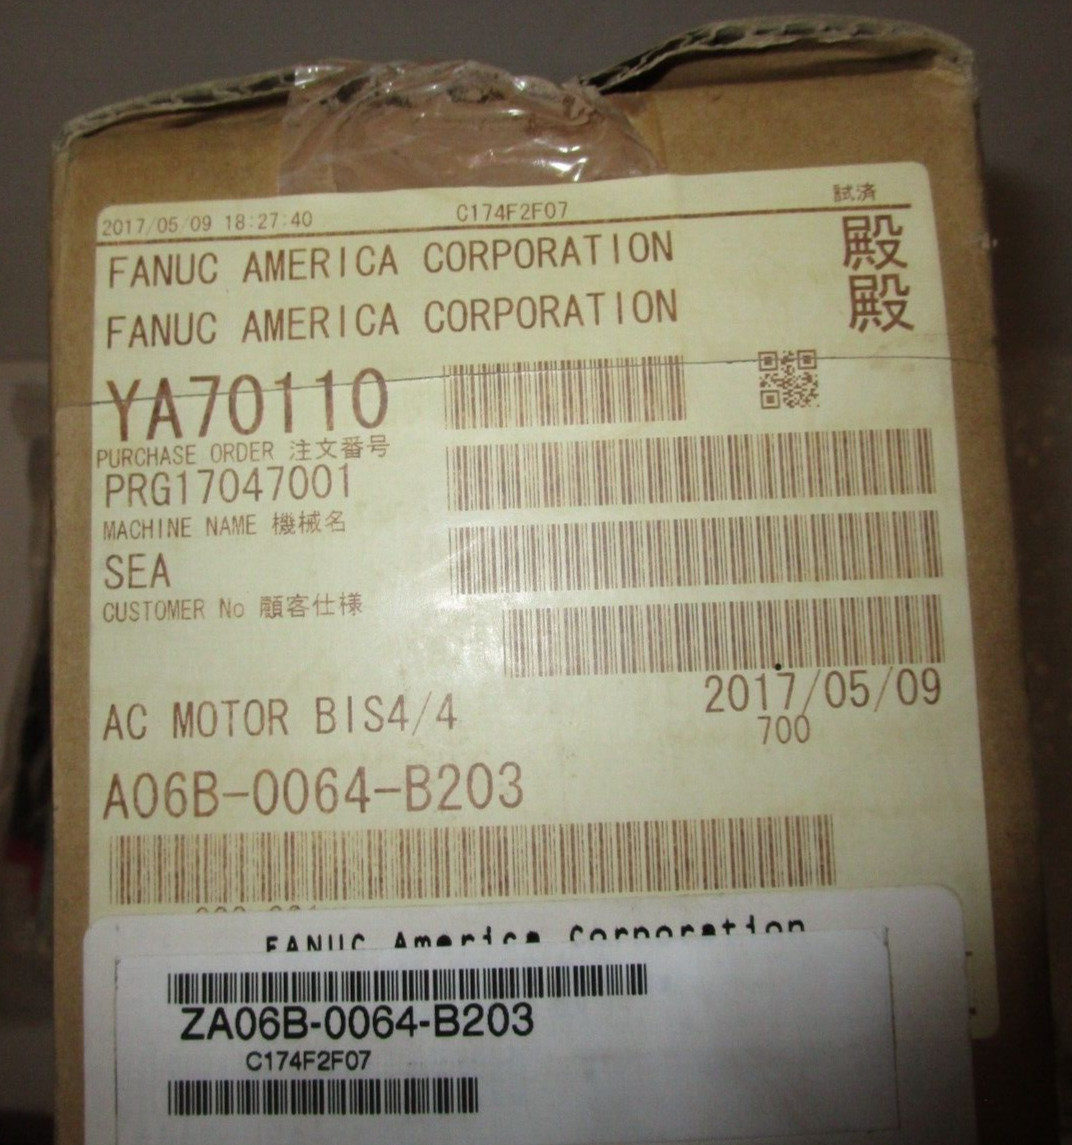 2017/05/09 18:27:40 C174F2F07 試済
FANUC AMERICA CORPORATION 殿
FANUC AMERICA CORPORATION 殿
YA70110
PURCHASE ORDER 注文番号
PRG17047001
MACHINE NAME 機械名
SEA
CUSTOMER No 顧客仕様
2017/05/09
AC MOTOR BIS4/4 700
A06B-0064-B203
FANUC America Corporation
ZA06B-0064-B203
C174F2F07